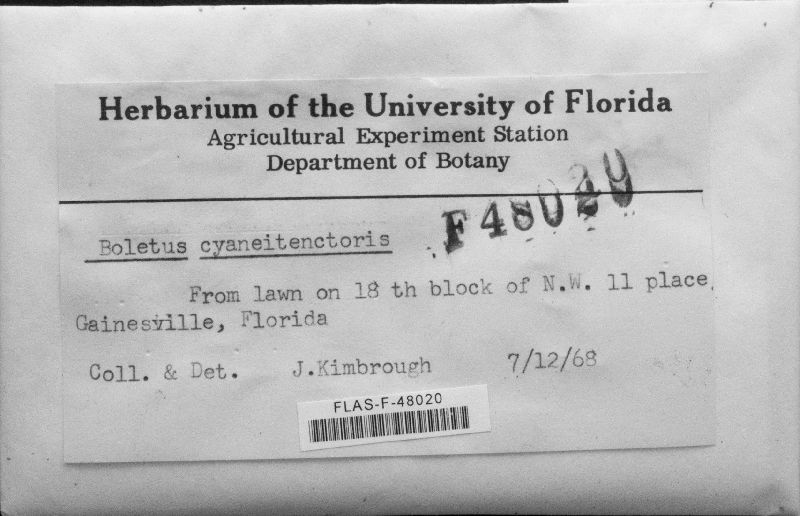 Herbarium of the University of Florida
Agricultural Experiment Station
Department of Botany
F48020
Boletus cyaneitenctoris
From lawn on 18 th block of N.W. 11 place,
Gainesville, Florida
Coll. & Det. J.Kimbrough 7/12/68
FLAS-F-48020